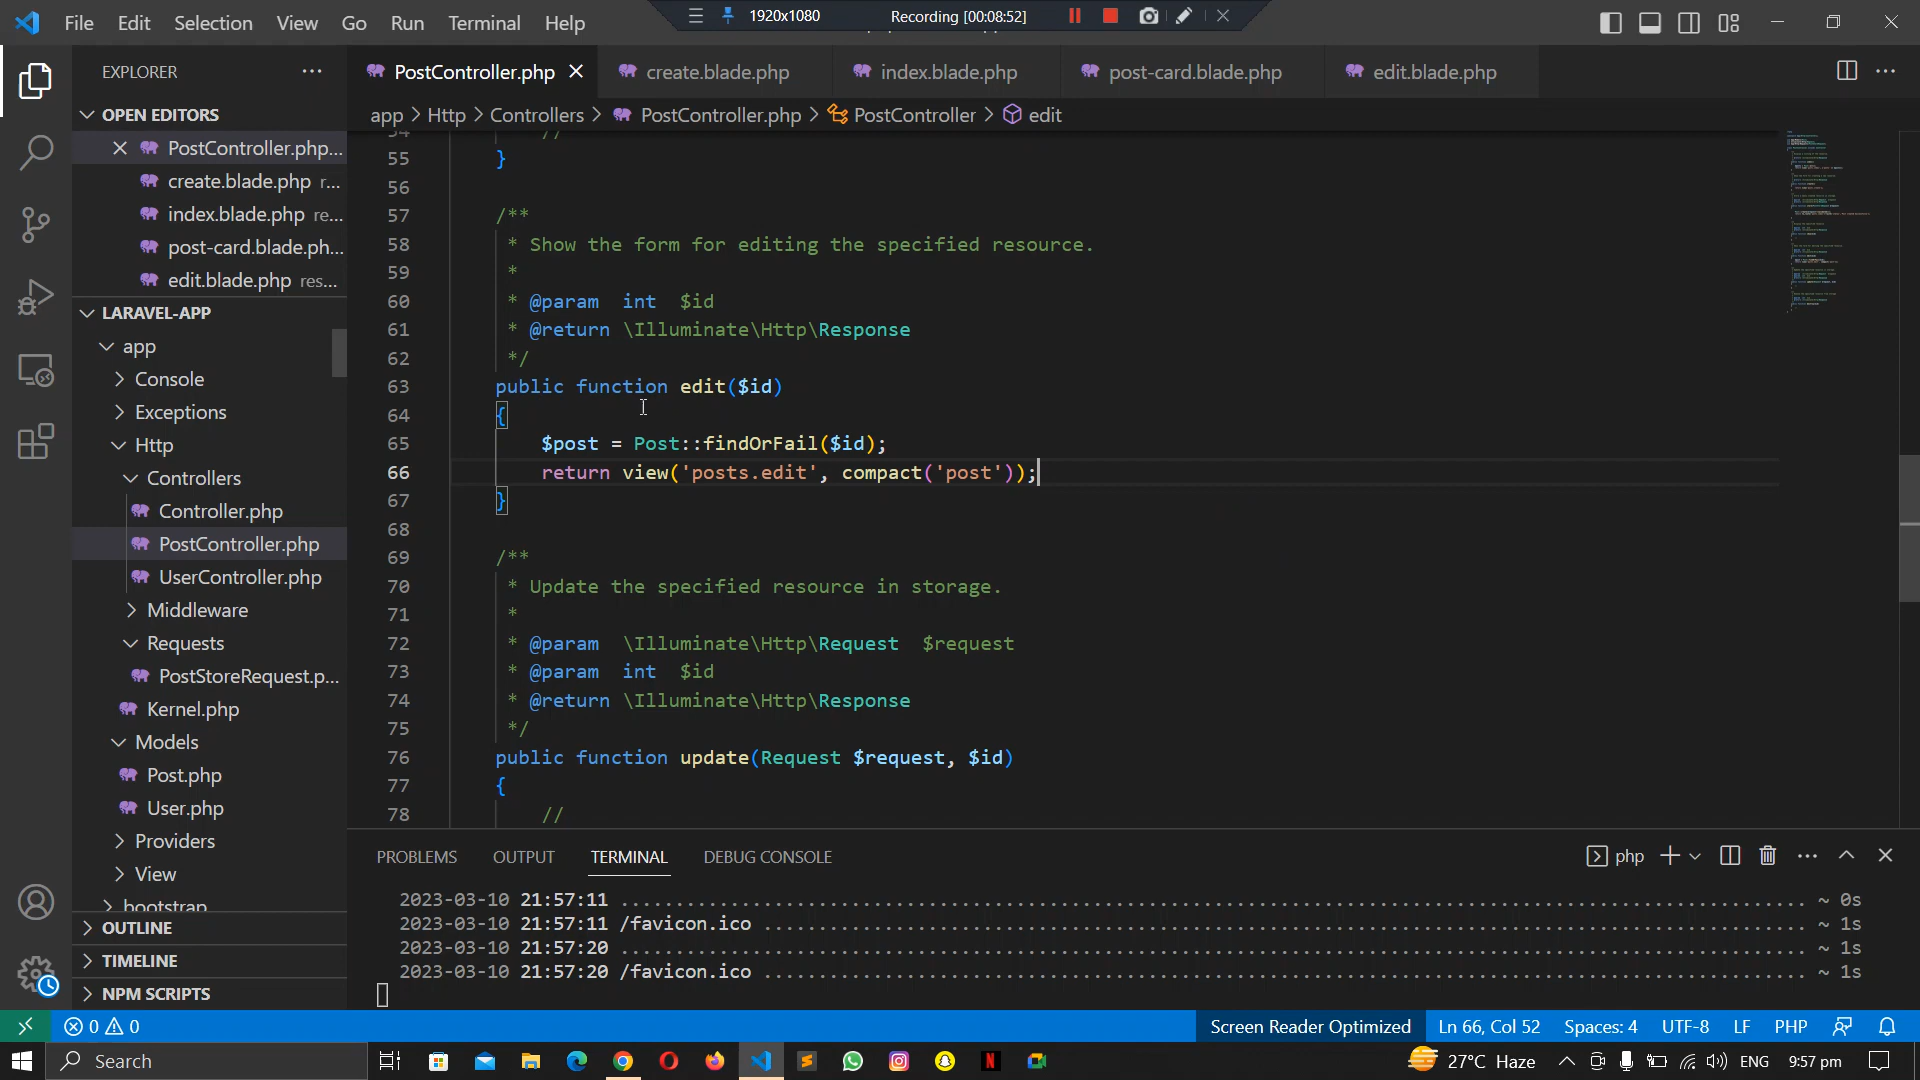 File Edit Selection View Go Run Terminal Help
1920x1080 Recording [00:08:52]
EXPLORER
PostController.php create.blade.php index.blade.php post-card.blade.php edit.blade.php
OPEN EDITORS
app > Http > Controllers > PostController.php > PostController > edit
PostController.php...
create.blade.php r...
index.blade.php re...
post-card.blade.ph...
edit.blade.php res...
LARAVEL-APP
app
Console
Exceptions
Http
Controllers
Controller.php
PostController.php
UserController.php
Middleware
Requests
PostStoreRequest.p...
Kernel.php
Models
Post.php
User.php
Providers
View
bootstrap
OUTLINE
TIMELINE
NPM SCRIPTS
54 //
55 }
56
57 /**
58 * Show the form for editing the specified resource.
59 *
60 * @param int $id
61 * @return \Illuminate\Http\Response
62 */
63 public function edit($id)
64 {
65 $post = Post::findOrFail($id);
66 return view('posts.edit', compact('post'));
67 }
68
69 /**
70 * Update the specified resource in storage.
71 *
72 * @param \Illuminate\Http\Request $request
73 * @param int $id
74 * @return \Illuminate\Http\Response
75 */
76 public function update(Request $request, $id)
77 {
78 //
PROBLEMS OUTPUT TERMINAL DEBUG CONSOLE php
2023-03-10 21:57:11 ........ ~ 0s
2023-03-10 21:57:11 /favicon.ico ........ ~ 1s
2023-03-10 21:57:20 ........ ~ 1s
2023-03-10 21:57:20 /favicon.ico ........ ~ 1s
0 0 Screen Reader Optimized Ln 66, Col 52 Spaces: 4 UTF-8 LF PHP
Search 27°C Haze ENG 9:57 pm